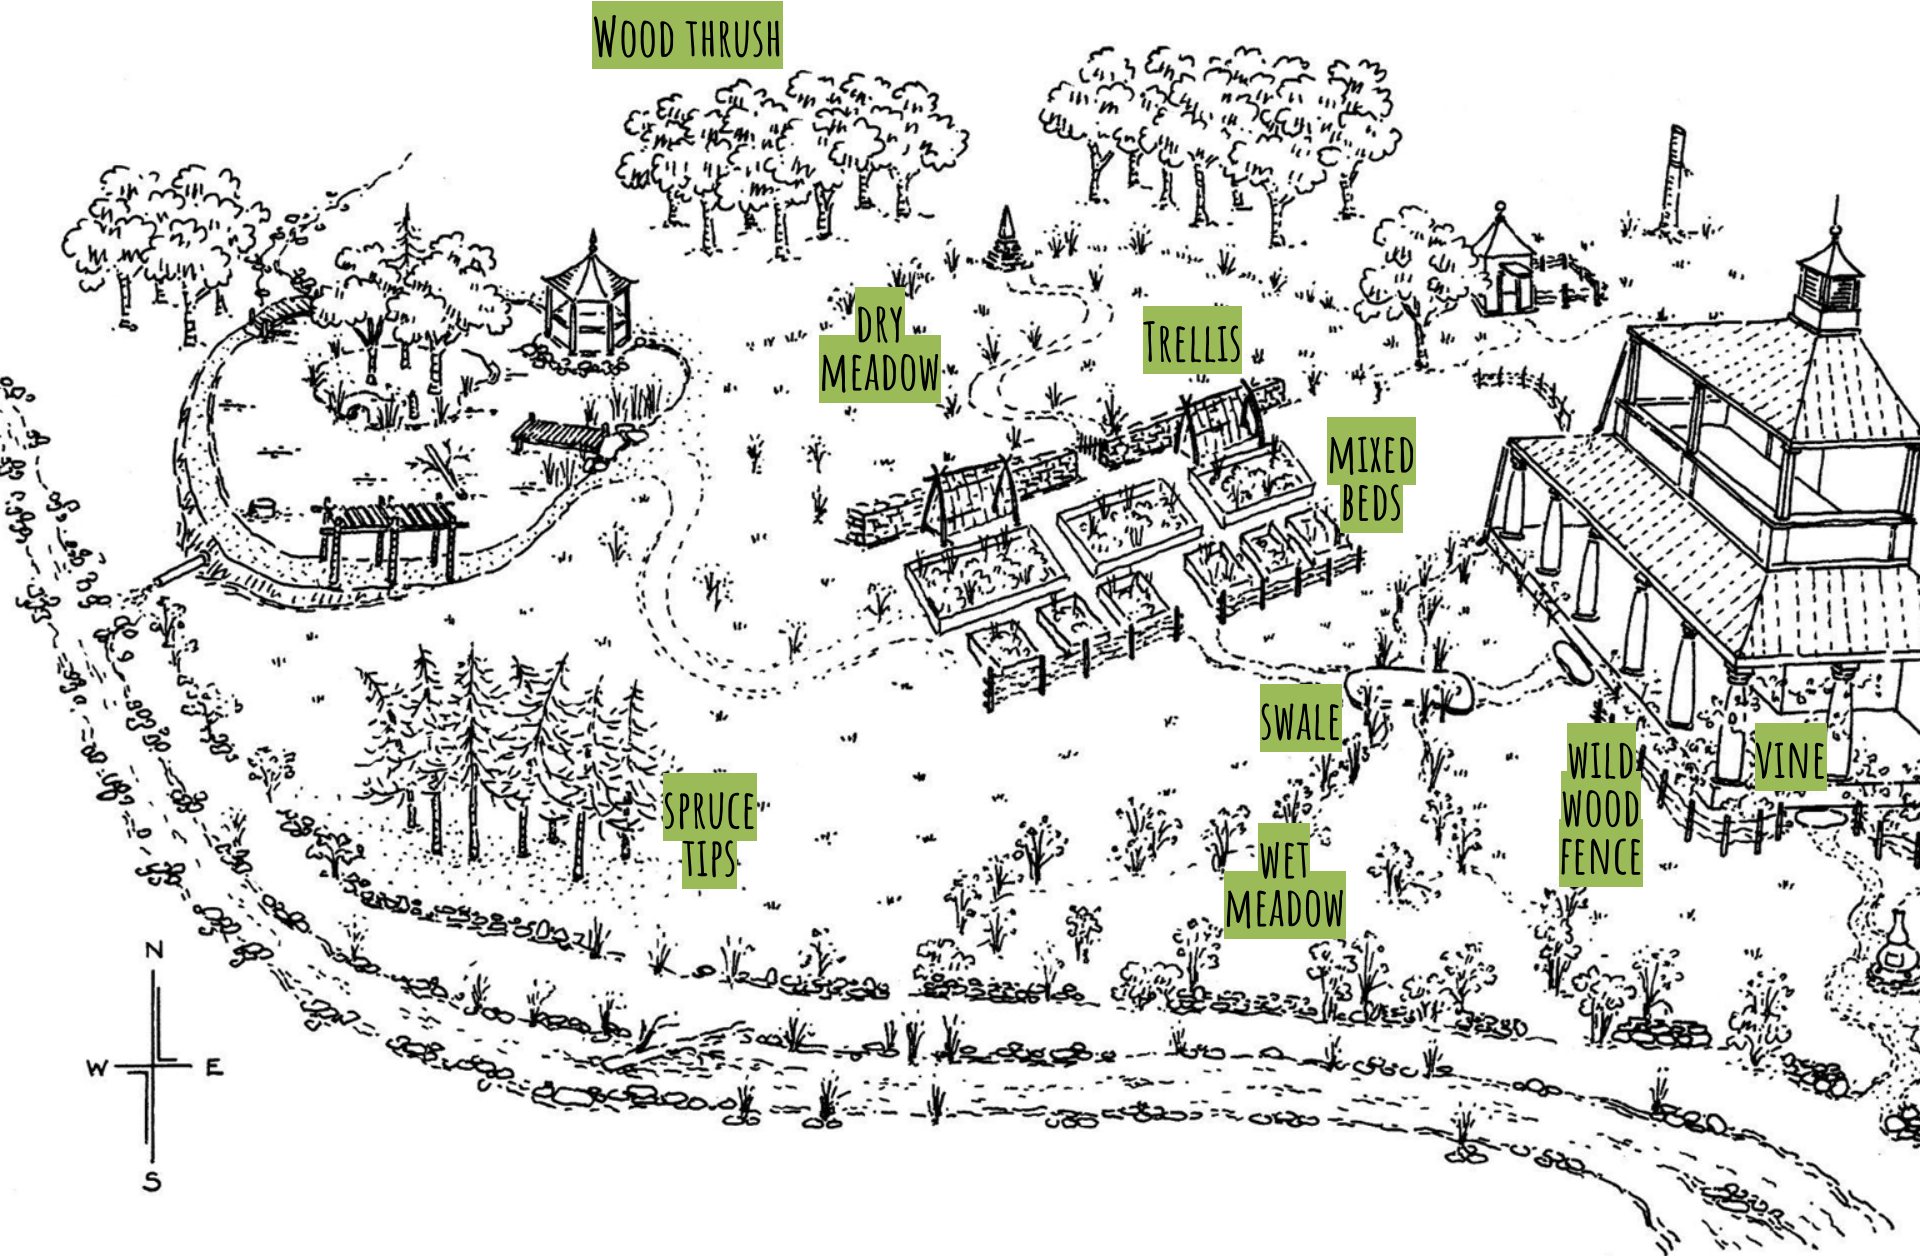 WOOD THRUSH
DRY
MEADOW
TRELLIS
MIXED
BEDS
SWALE
WILD
WOOD
FENCE
VINE
SPRUCE
TIPS
WET
MEADOW
N
W E
S